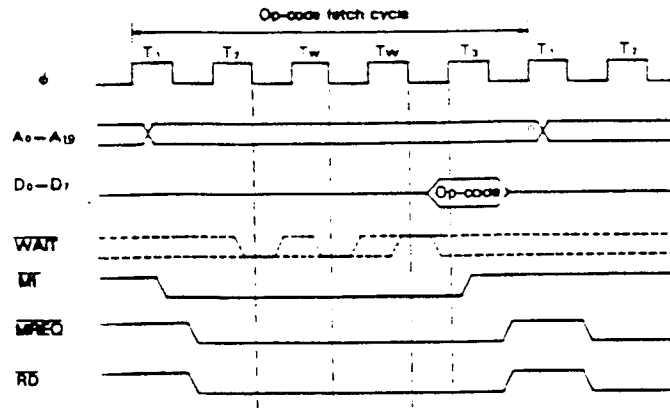 Op-code fetch cycle
T₁ T₂ Tw Tw T₃ T₁ T₂
φ
A₀—A₁₉
D₀—D₇
Op-code
WAIT
M1
MREQ
RD